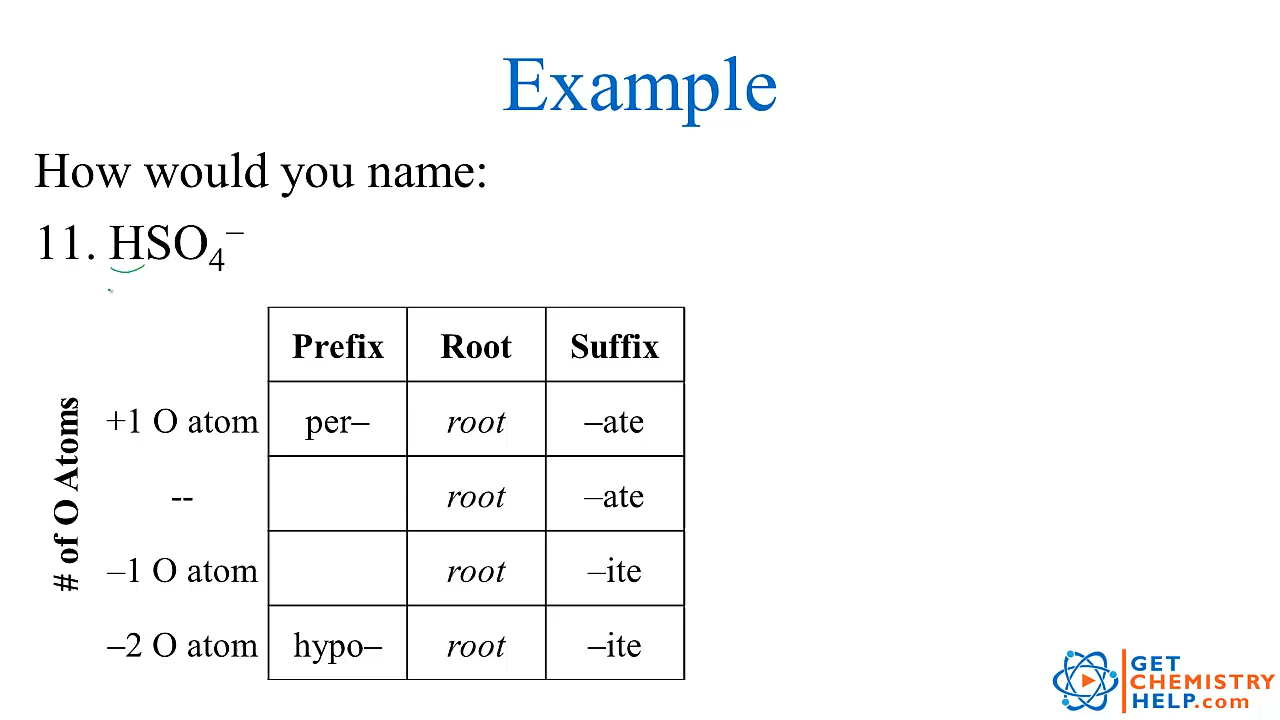 Example
How would you name:
11. HSO₄⁻
# of O Atoms
Prefix Root Suffix
+1 O atom per– root –ate
-- root –ate
–1 O atom root –ite
–2 O atom hypo– root –ite
GET
CHEMISTRY
HELP.com